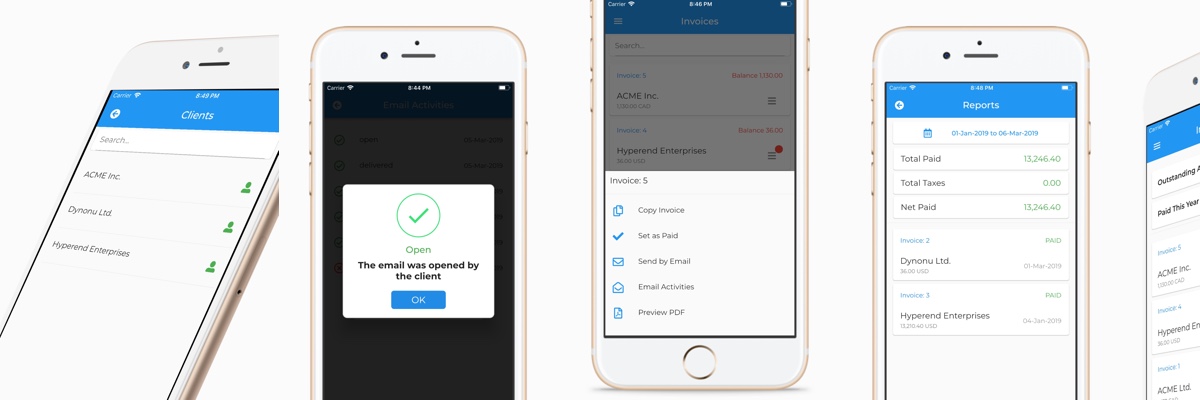 Carrier 8:49 PM
Clients
Search...
ACME Inc.
Dynonu Ltd.
Hyperend Enterprises
Carrier 8:44 PM
Email Activities
open 06-Mar-2019
delivered 06-Mar-2019
Open
The email was opened by
the client
OK
Carrier 8:46 PM
Invoices
Search...
Invoice: 5 Balance 1,130.00
ACME Inc.
1,130.00 CAD
Invoice: 4 Balance 36.00
Hyperend Enterprises
36.00 USD
Invoice: 5
Copy Invoice
Set as Paid
Send by Email
Email Activities
Preview PDF
Carrier 8:48 PM
Reports
01-Jan-2019 to 06-Mar-2019
Total Paid 13,246.40
Total Taxes 0.00
Net Paid 13,246.40
Invoice: 2 PAID
Dynonu Ltd.
36.00 USD 01-Mar-2019
Invoice: 3 PAID
Hyperend Enterprises
13,210.40 USD 04-Jan-2019
Carrier
Outstanding
Paid This Year
Invoice: 5
ACME Inc.
1,130.00 CAD
Invoice: 4
Hyperend En
36.00 USD
Invoice: 1
ACME Ltd.